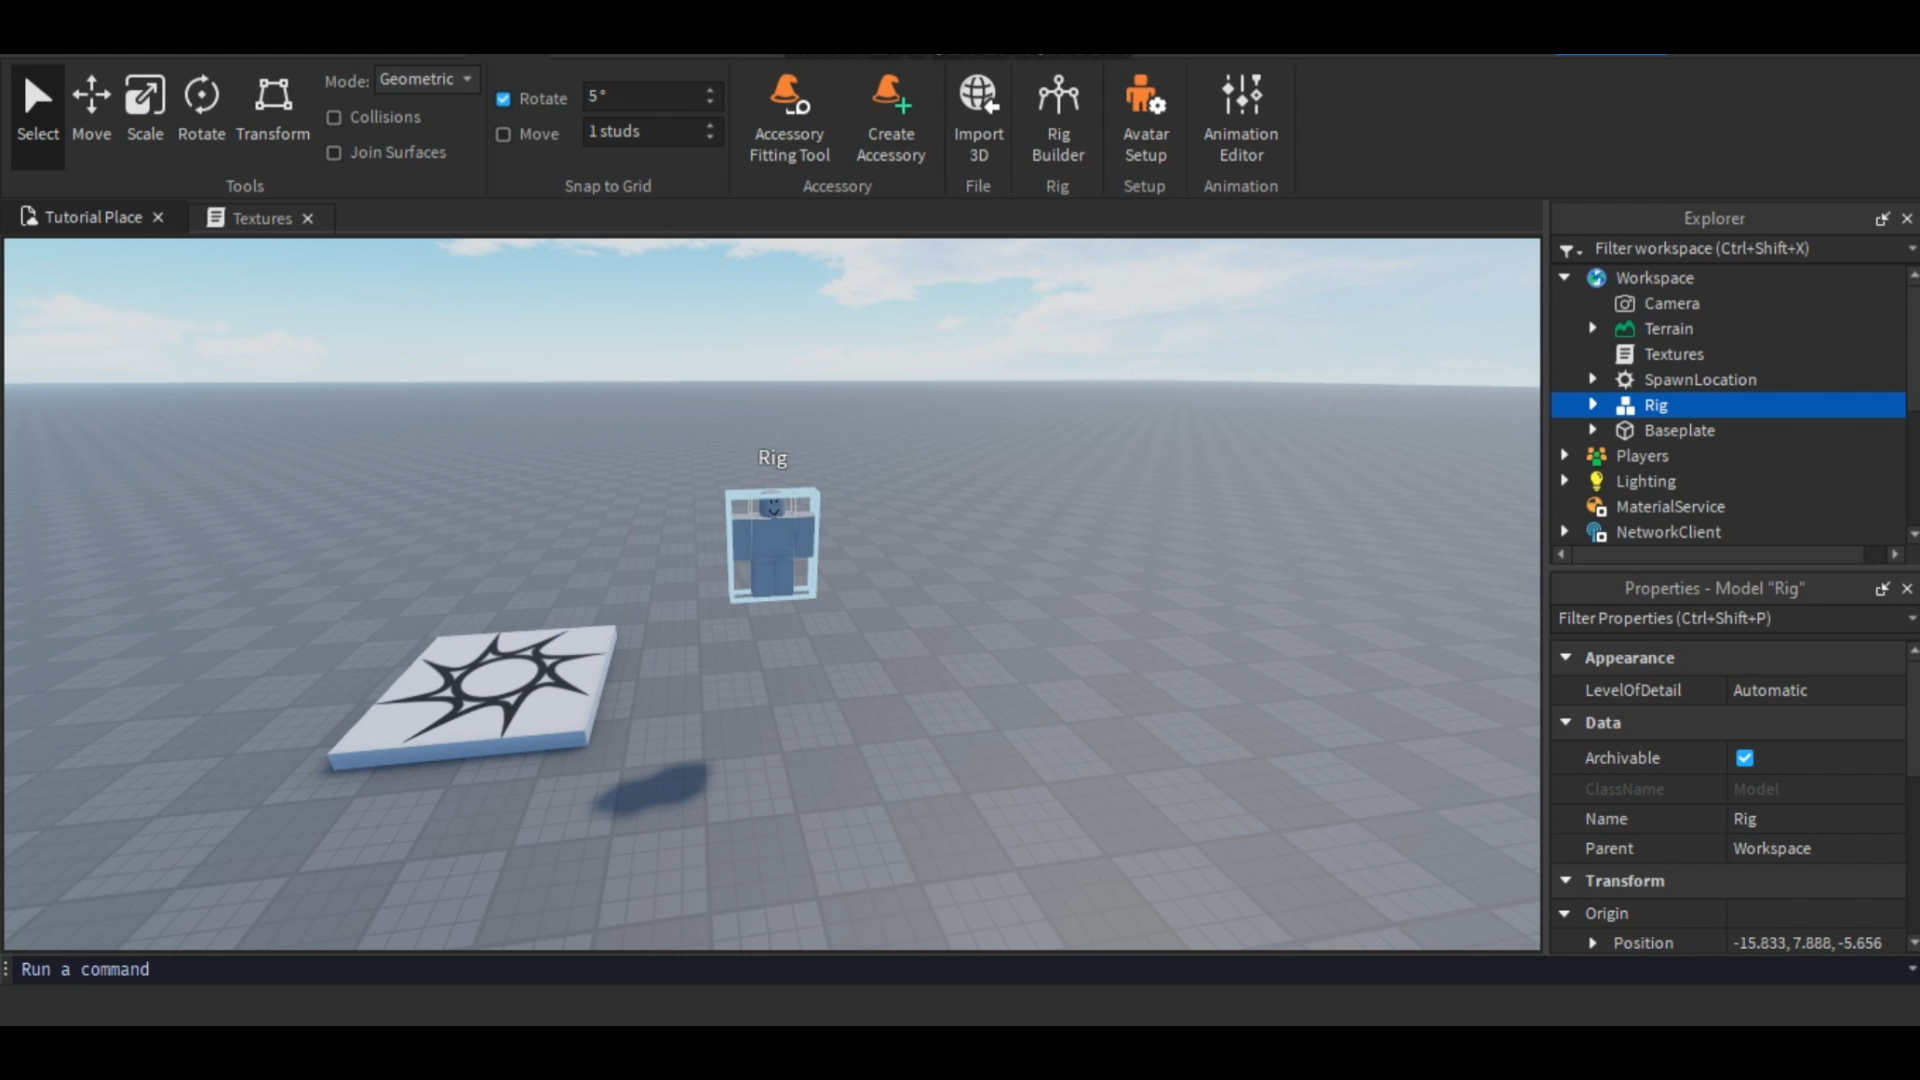 Mode: Geometric
Collisions
Join Surfaces
Select Move Scale Rotate Transform
Tools
Rotate 5°
Move 1 studs
Snap to Grid
Accessory Fitting Tool
Create Accessory
Accessory
Import 3D
File
Rig Builder
Rig
Avatar Setup
Setup
Animation Editor
Animation
Tutorial Place
Textures
Rig
Explorer
Filter workspace (Ctrl+Shift+X)
Workspace
Camera
Terrain
Textures
SpawnLocation
Rig
Baseplate
Players
Lighting
MaterialService
NetworkClient
Properties - Model "Rig"
Filter Properties (Ctrl+Shift+P)
Appearance
LevelOfDetail Automatic
Data
Archivable
ClassName Model
Name Rig
Parent Workspace
Transform
Origin
Position -15.833, 7.888, -5.656
Run a command